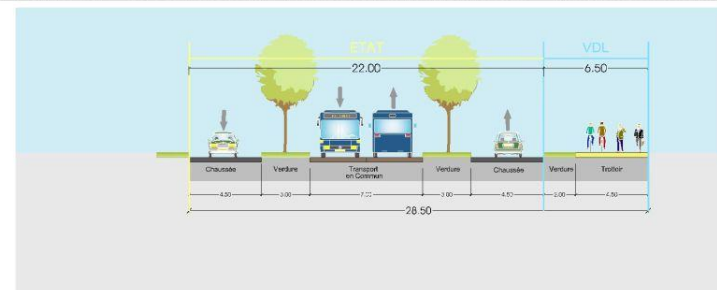 ETAT
VDL
22.00
6.50
Chaussée
Verdure
Transport
en Commun
Verdure
Chaussée
Verdure
Trottoir
4.50
3.00
7.00
3.00
4.50
2.00
4.50
28.50